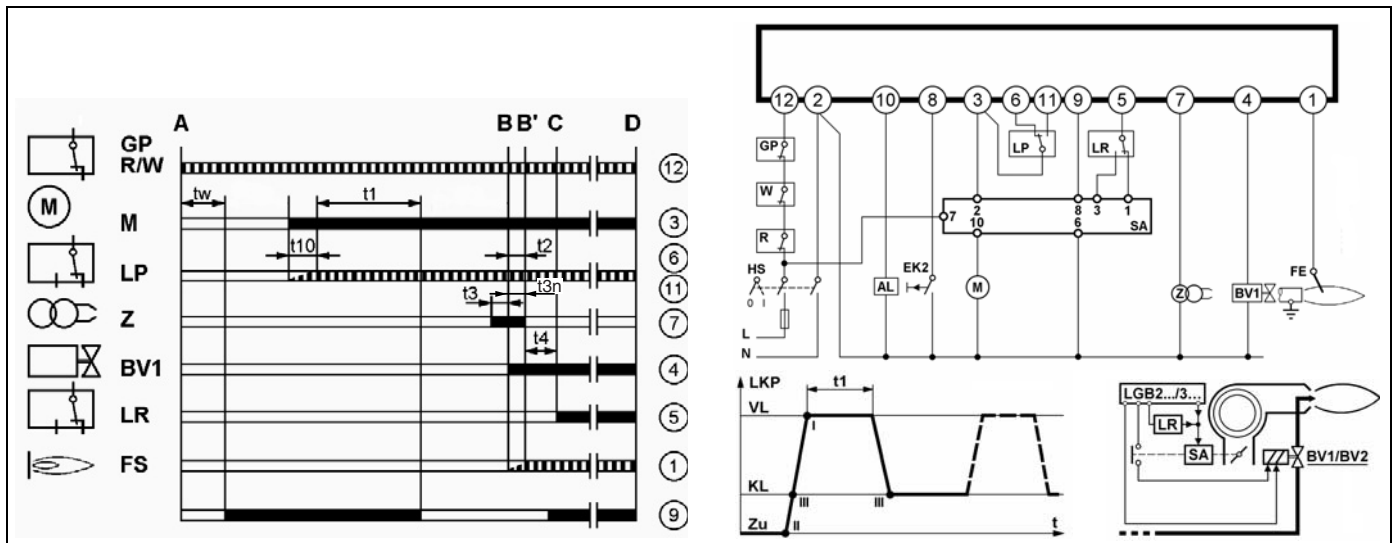 A B B' C D
GP
R/W
12
tw
t1
M
M
3
t10
t2
6
LP
11
t3
t3n
Z
7
t4
BV1
4
LR
5
FS
1
9
12 2 10 8 3 6 11 9 5 7 4 1
GP
LP
LR
W
2 8 3 1
7
10 6 SA
R
HS
EK2
FE
AL
M
Z
BV1
0 I
L
N
LKP
t1
VL
I
KL
III III
Zu
II
t
LGB2.../3...
LR
SA
BV1/BV2